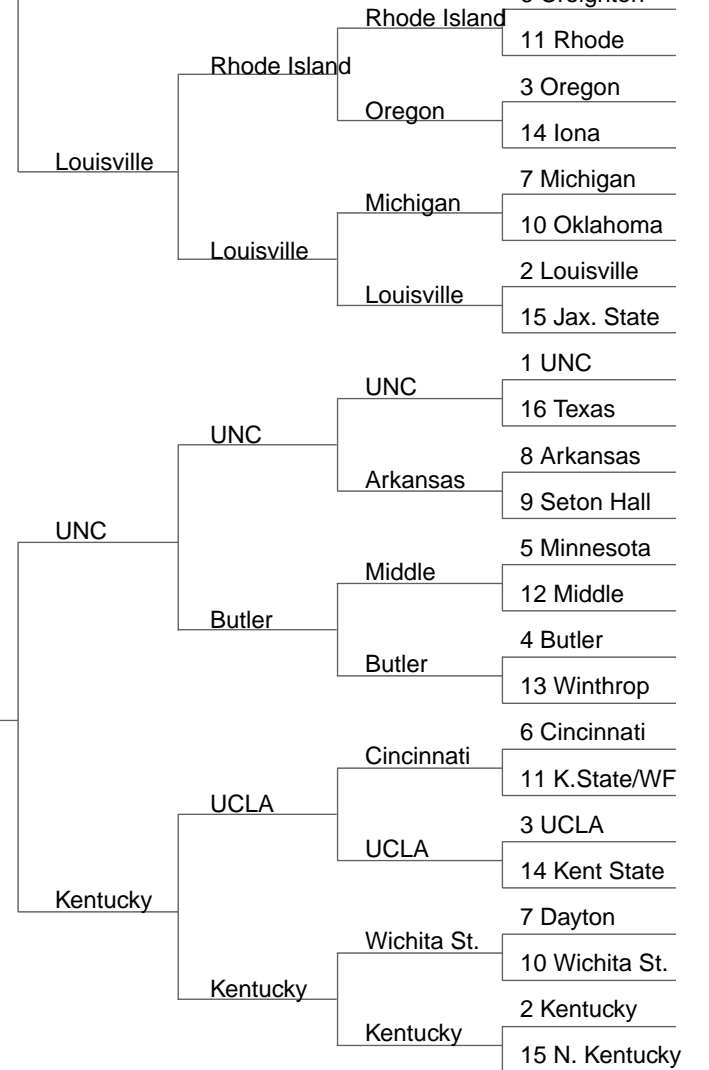 Rhode Island
11 Rhode
Rhode Island
3 Oregon
Oregon
14 Iona
Louisville
7 Michigan
Michigan
10 Oklahoma
Louisville
2 Louisville
Louisville
15 Jax. State
1 UNC
UNC
16 Texas
UNC
8 Arkansas
Arkansas
9 Seton Hall
UNC
5 Minnesota
Middle
12 Middle
Butler
4 Butler
Butler
13 Winthrop
6 Cincinnati
Cincinnati
11 K.State/WF
UCLA
3 UCLA
UCLA
14 Kent State
Kentucky
7 Dayton
Wichita St.
10 Wichita St.
Kentucky
2 Kentucky
Kentucky
15 N. Kentucky